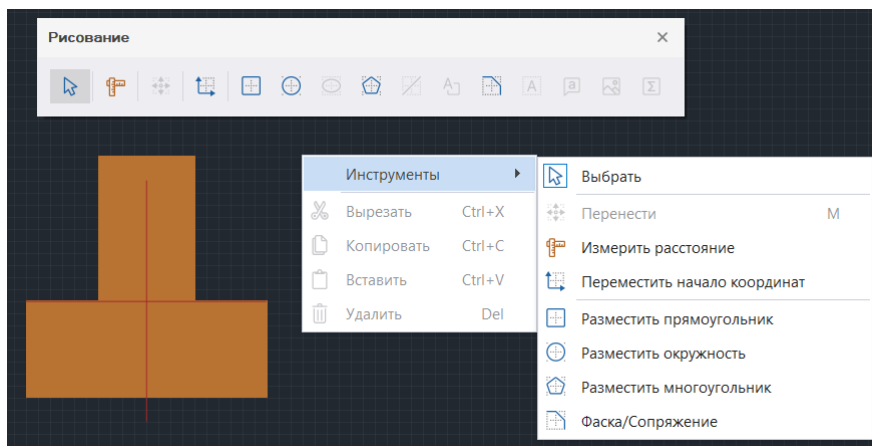 Рисование
Инструменты
Вырезать Ctrl+X
Копировать Ctrl+C
Вставить Ctrl+V
Удалить Del
Выбрать
Перенести M
Измерить расстояние
Переместить начало координат
Разместить прямоугольник
Разместить окружность
Разместить многоугольник
Фаска/Сопряжение